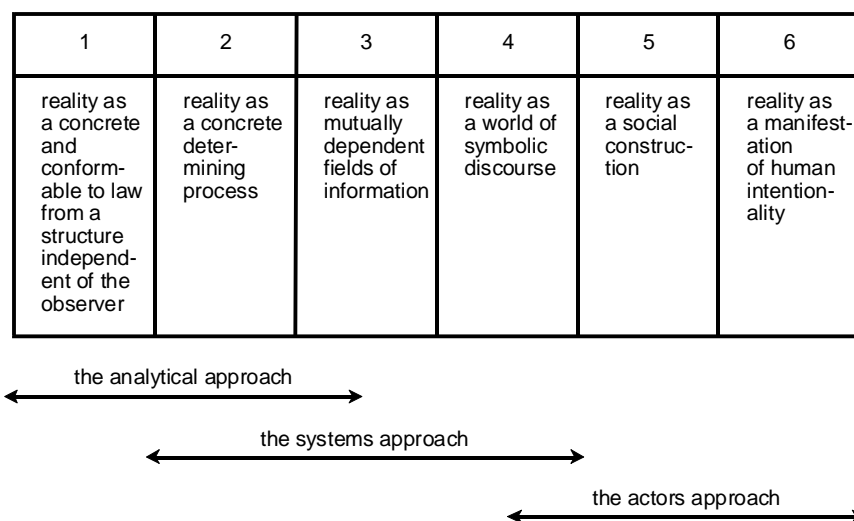 1 2 3 4 5 6
reality as
a concrete
and
conform-
able to law
from a
structure
independ-
ent of the
observer
reality as
a concrete
deter-
mining
process
reality as
mutually
dependent
fields of
information
reality as
a world of
symbolic
discourse
reality as
a social
construc-
tion
reality as
a manifest-
ation
of human
intention-
ality
the analytical approach
the systems approach
the actors approach